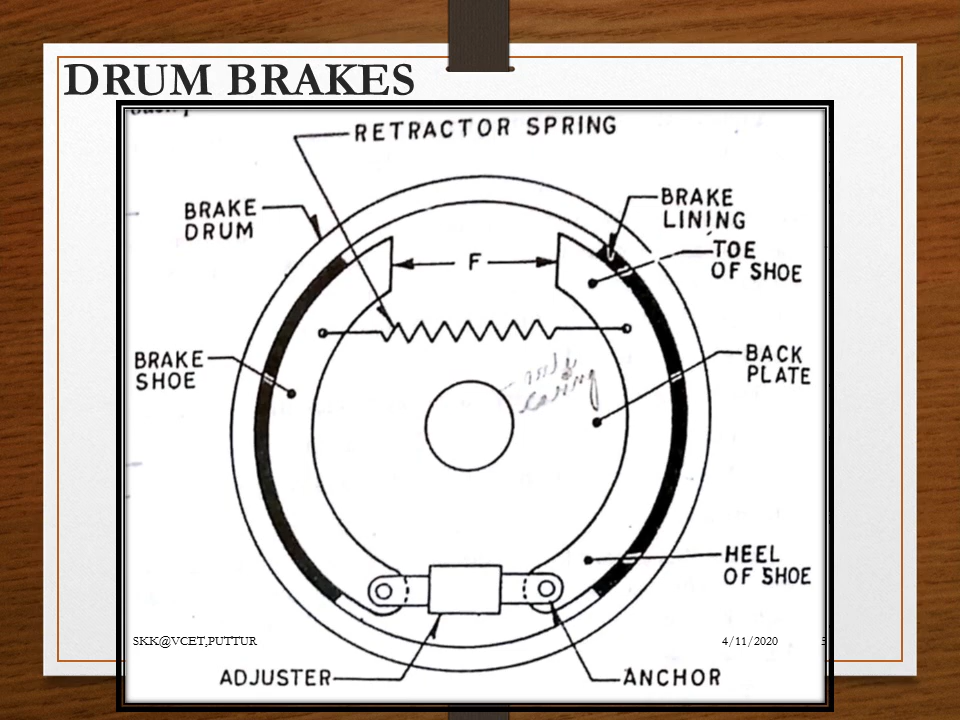 DRUM BRAKES
RETRACTOR SPRING
BRAKE
DRUM
BRAKE
LINING
TOE
OF SHOE
F
BRAKE
SHOE
BACK
PLATE
HEEL
OF SHOE
SKK@VCET,PUTTUR
4/11/2020
5
ADJUSTER
ANCHOR